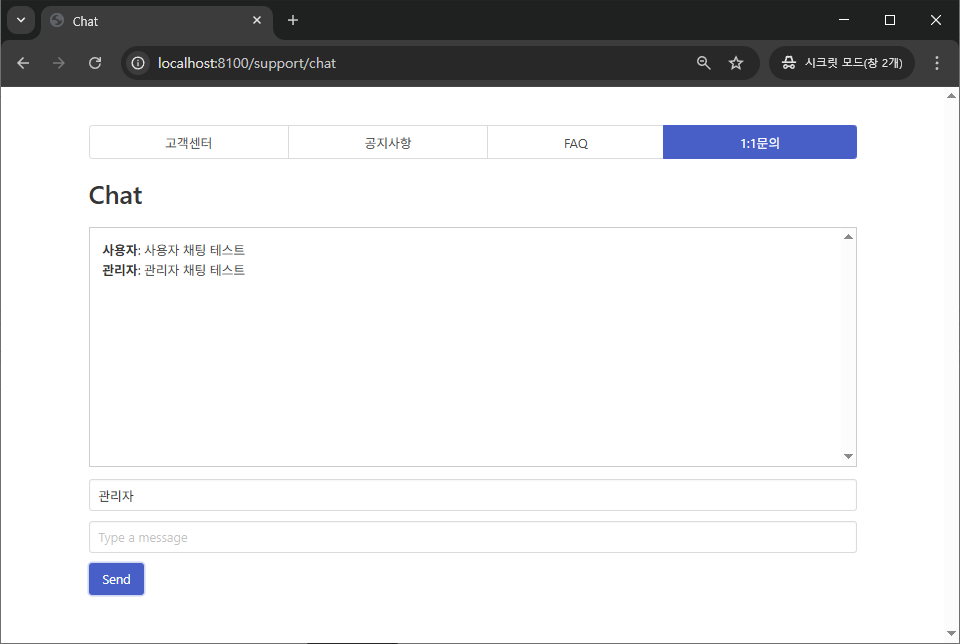 Chat
localhost:8100/support/chat
시크릿 모드(창 2개)
고객센터
공지사항
FAQ
1:1문의
Chat
사용자: 사용자 채팅 테스트
관리자: 관리자 채팅 테스트
관리자
Type a message
Send